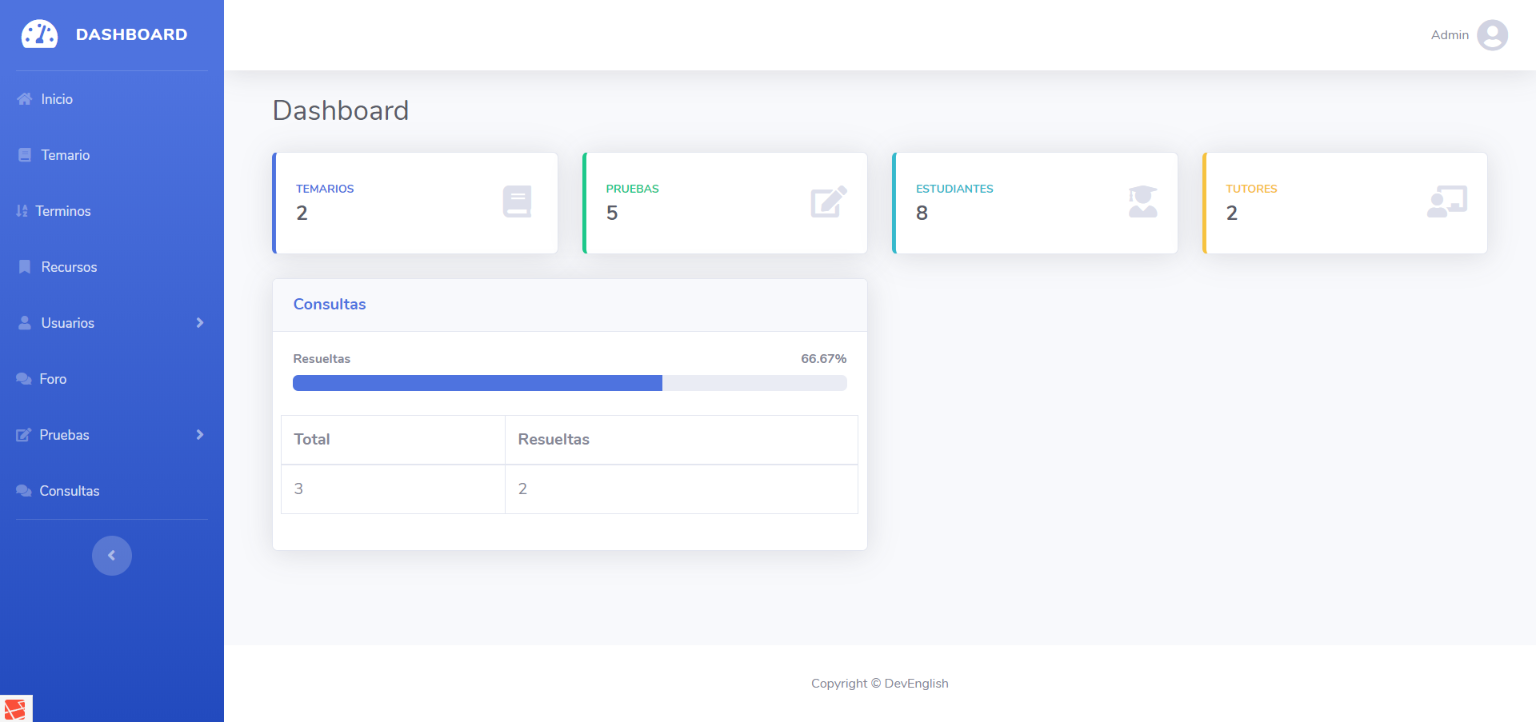 DASHBOARD
Inicio
Temario
Terminos
Recursos
Usuarios
Foro
Pruebas
Consultas
Admin
Dashboard
TEMARIOS
2
PRUEBAS
5
ESTUDIANTES
8
TUTORES
2
Consultas
Resueltas 66.67%
Total Resueltas
3 2
Copyright © DevEnglish